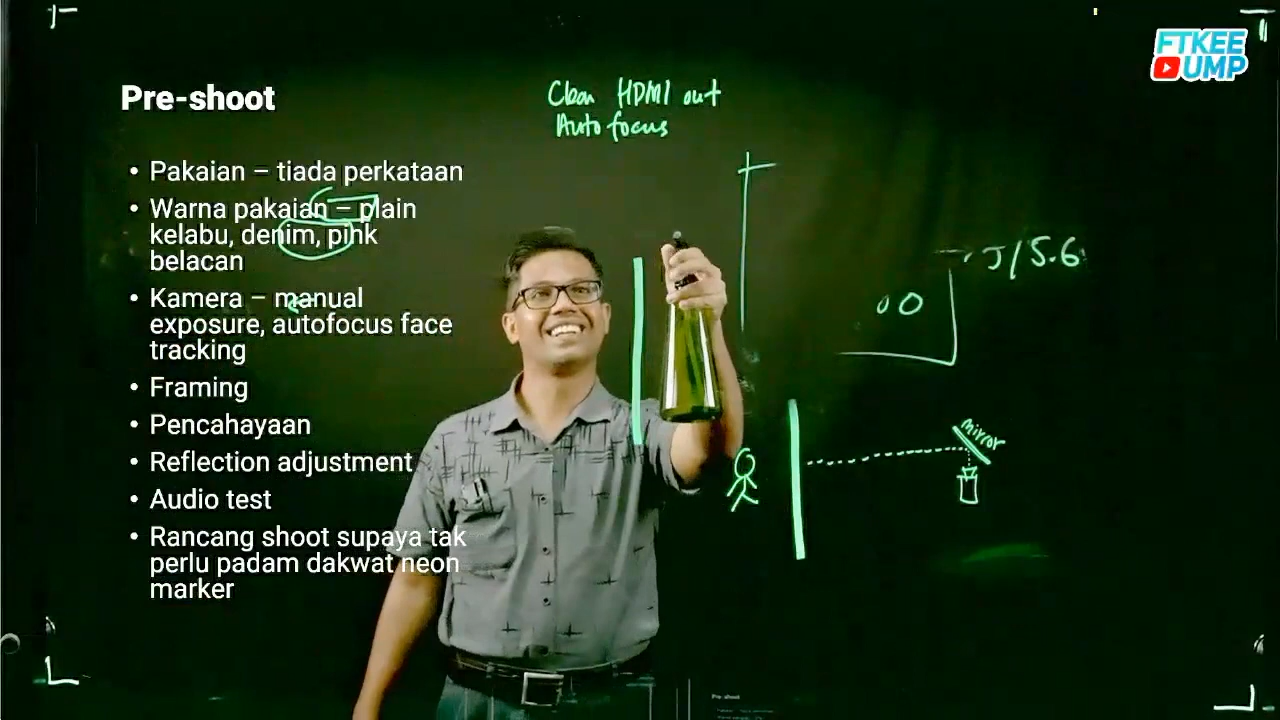 FTKEE
UMP
Pre-shoot
Clean HDMI out
Auto focus
• Pakaian – tiada perkataan
• Warna pakaian – plain
kelabu, denim, pink
belacan
• Kamera – manual
exposure, autofocus face
tracking
• Framing
• Pencahayaan
• Reflection adjustment
• Audio test
• Rancang shoot supaya tak
perlu padam dakwat neon
marker
5.6
mirror
Pre-shoot